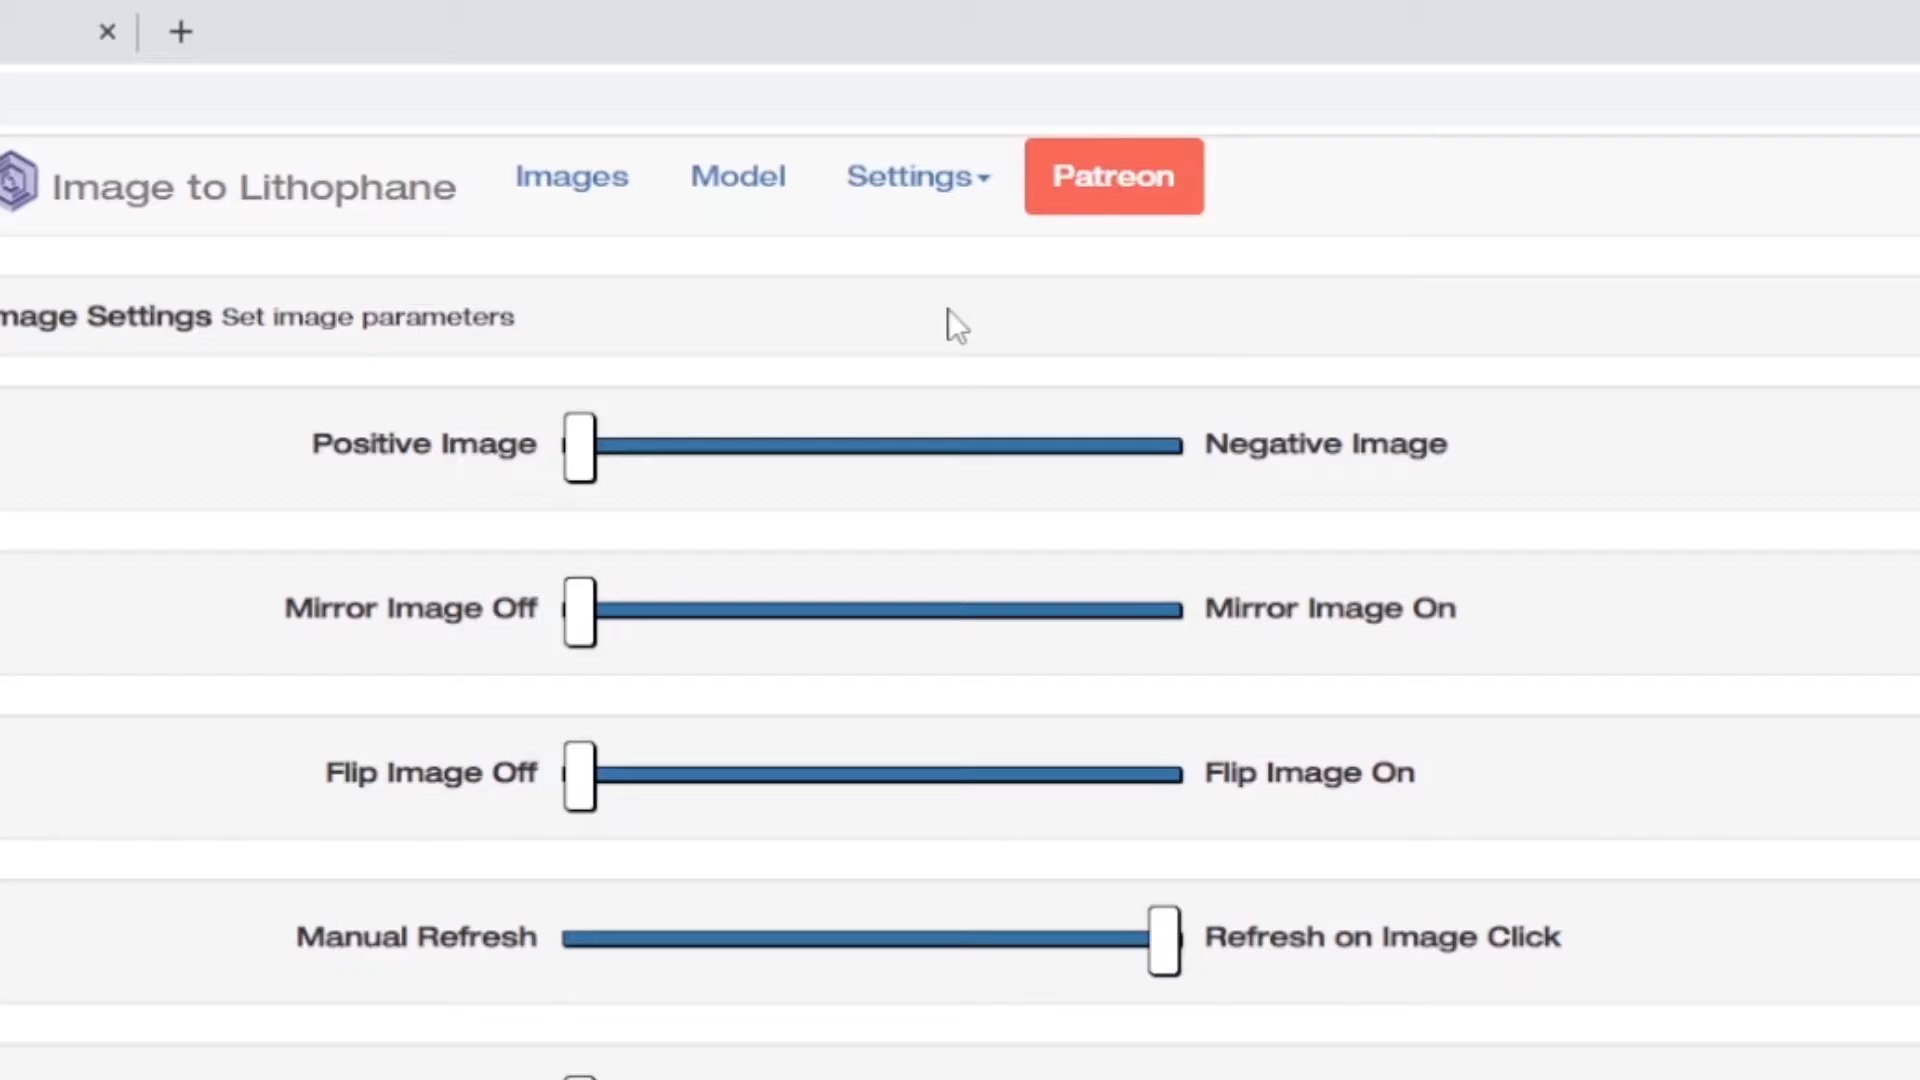 Image to Lithophane Images Model Settings Patreon
mage Settings Set image parameters
Positive Image Negative Image
Mirror Image Off Mirror Image On
Flip Image Off Flip Image On
Manual Refresh Refresh on Image Click